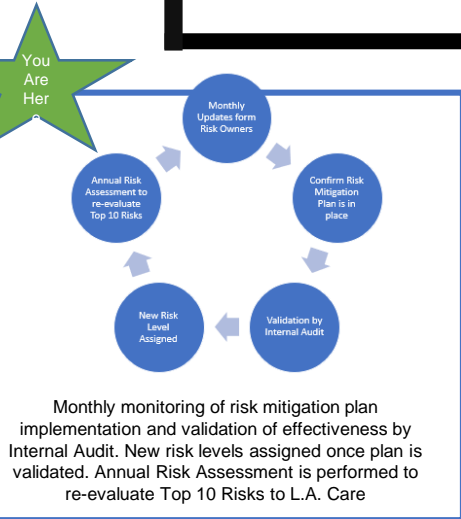 You
Are
Her
e
Monthly
Updates form
Risk Owners
Annual Risk
Assessment to
re-evaluate
Top 10 Risks
Confirm Risk
Mitigation
Plan is in
place
New Risk
Level
Assigned
Validation by
Internal Audit
Monthly monitoring of risk mitigation plan
implementation and validation of effectiveness by
Internal Audit. New risk levels assigned once plan is
validated. Annual Risk Assessment is performed to
re-evaluate Top 10 Risks to L.A. Care